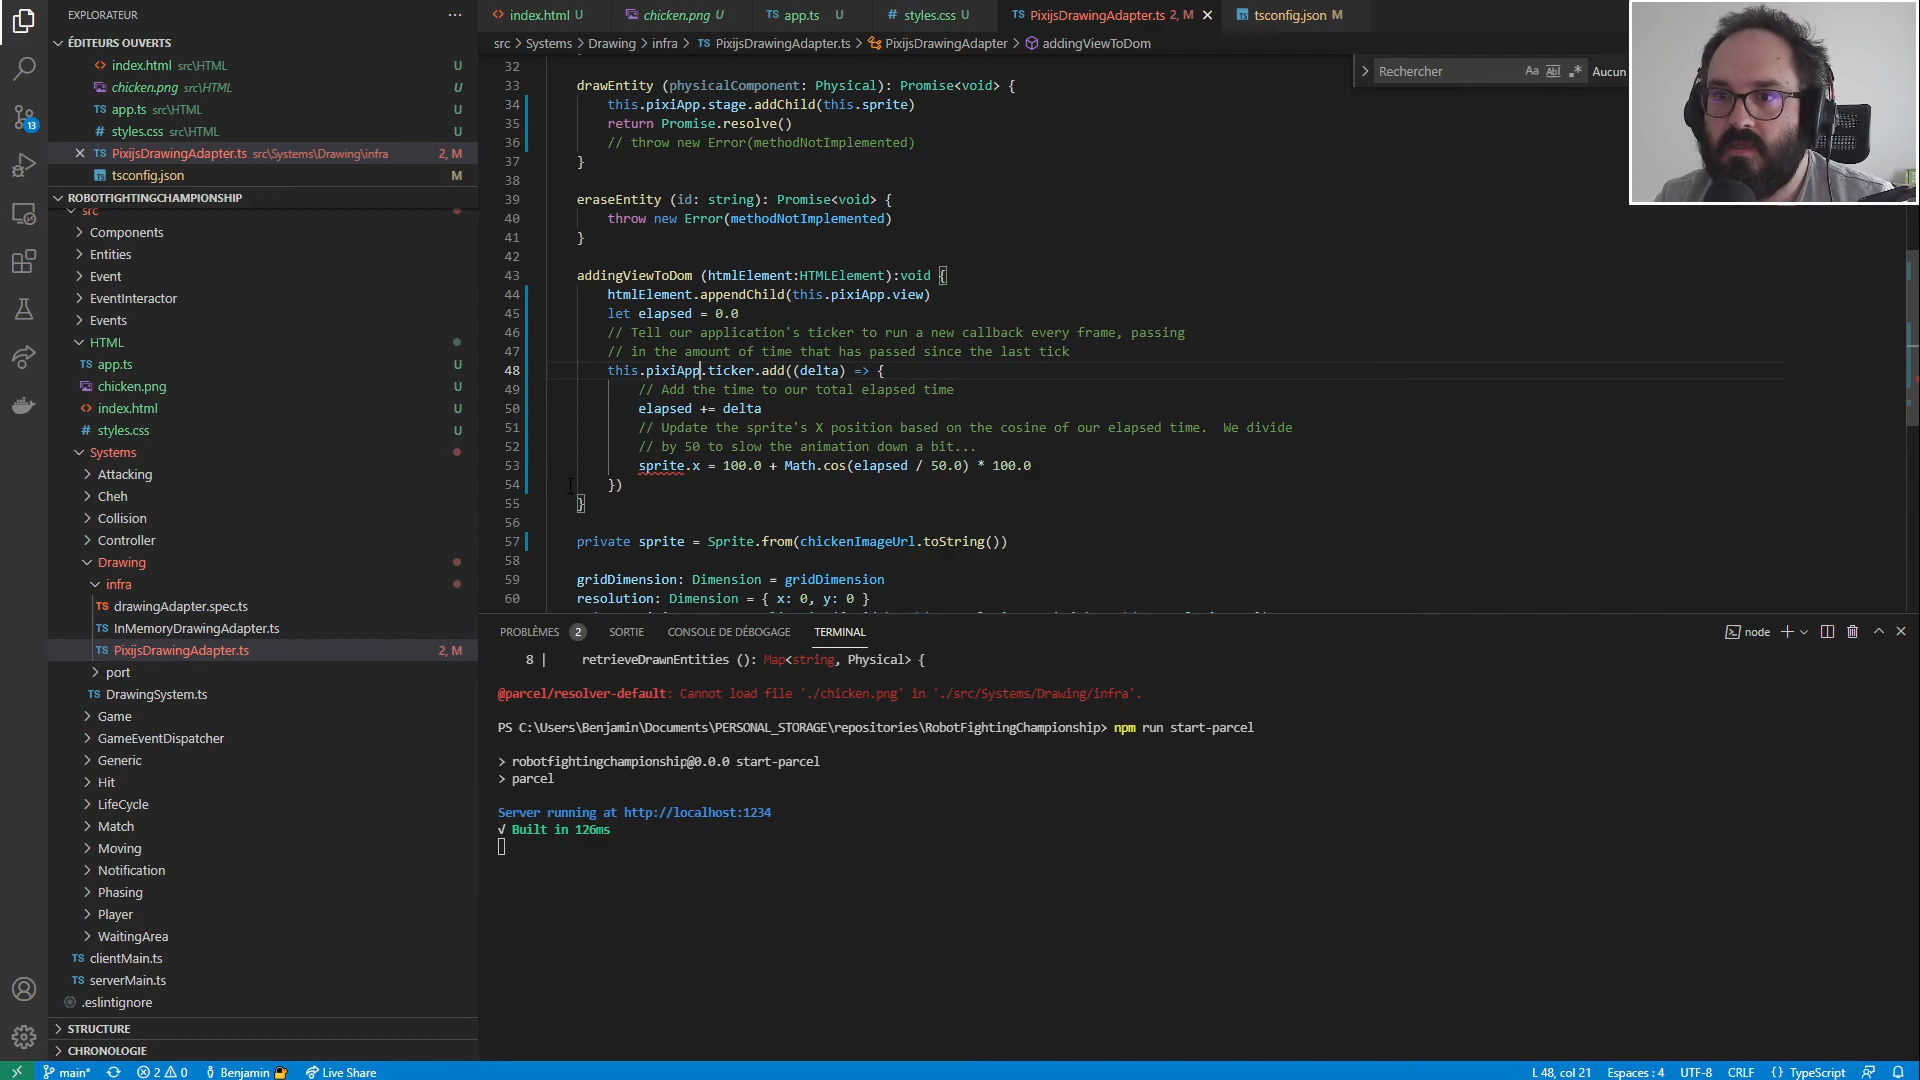 EXPLORATEUR
ÉDITEURS OUVERTS
index.html src\HTML U
chicken.png src\HTML U
app.ts src\HTML U
styles.css src\HTML U
PixijsDrawingAdapter.ts src\Systems\Drawing\infra 2, M
tsconfig.json M
ROBOTFIGHTINGCHAMPIONSHIP
src
Components
Entities
Event
EventInteractor
Events
HTML
app.ts U
chicken.png U
index.html U
styles.css U
Systems
Attacking
Cheh
Collision
Controller
Drawing
infra
drawingAdapter.spec.ts
InMemoryDrawingAdapter.ts
PixijsDrawingAdapter.ts 2, M
port
DrawingSystem.ts
Game
GameEventDispatcher
Generic
Hit
LifeCycle
Match
Moving
Notification
Phasing
Player
WaitingArea
clientMain.ts
serverMain.ts
.eslintignore
STRUCTURE
CHRONOLOGIE
13
index.html U chicken.png U app.ts U styles.css U PixijsDrawingAdapter.ts 2, M tsconfig.json M
src > Systems > Drawing > infra > PixijsDrawingAdapter.ts > PixijsDrawingAdapter > addingViewToDom
Rechercher Aa Abl .* Aucun
32
33 drawEntity (physicalComponent: Physical): Promise<void> {
34 this.pixiApp.stage.addChild(this.sprite)
35 return Promise.resolve()
36 // throw new Error(methodNotImplemented)
37 }
38
39 eraseEntity (id: string): Promise<void> {
40 throw new Error(methodNotImplemented)
41 }
42
43 addingViewToDom (htmlElement:HTMLElement):void {
44 htmlElement.appendChild(this.pixiApp.view)
45 let elapsed = 0.0
46 // Tell our application's ticker to run a new callback every frame, passing
47 // in the amount of time that has passed since the last tick
48 this.pixiApp.ticker.add((delta) => {
49 // Add the time to our total elapsed time
50 elapsed += delta
51 // Update the sprite's X position based on the cosine of our elapsed time.  We divide
52 // by 50 to slow the animation down a bit...
53 sprite.x = 100.0 + Math.cos(elapsed / 50.0) * 100.0
54 })
55 }
56
57 private sprite = Sprite.from(chickenImageUrl.toString())
58
59 gridDimension: Dimension = gridDimension
60 resolution: Dimension = { x: 0, y: 0 }
PROBLÈMES 2 SORTIE CONSOLE DE DÉBOGAGE TERMINAL node
8 | retrieveDrawnEntities (): Map<string, Physical> {
@parcel/resolver-default: Cannot load file './chicken.png' in './src/Systems/Drawing/infra'.
PS C:\Users\Benjamin\Documents\PERSONAL_STORAGE\repositories\RobotFightingChampionship> npm run start-parcel
> robotfightingchampionship@0.0.0 start-parcel
> parcel
Server running at http://localhost:1234
√ Built in 126ms
main* 2 0 Benjamin Live Share L 48, col 21 Espaces : 4 UTF-8 CRLF {} TypeScript